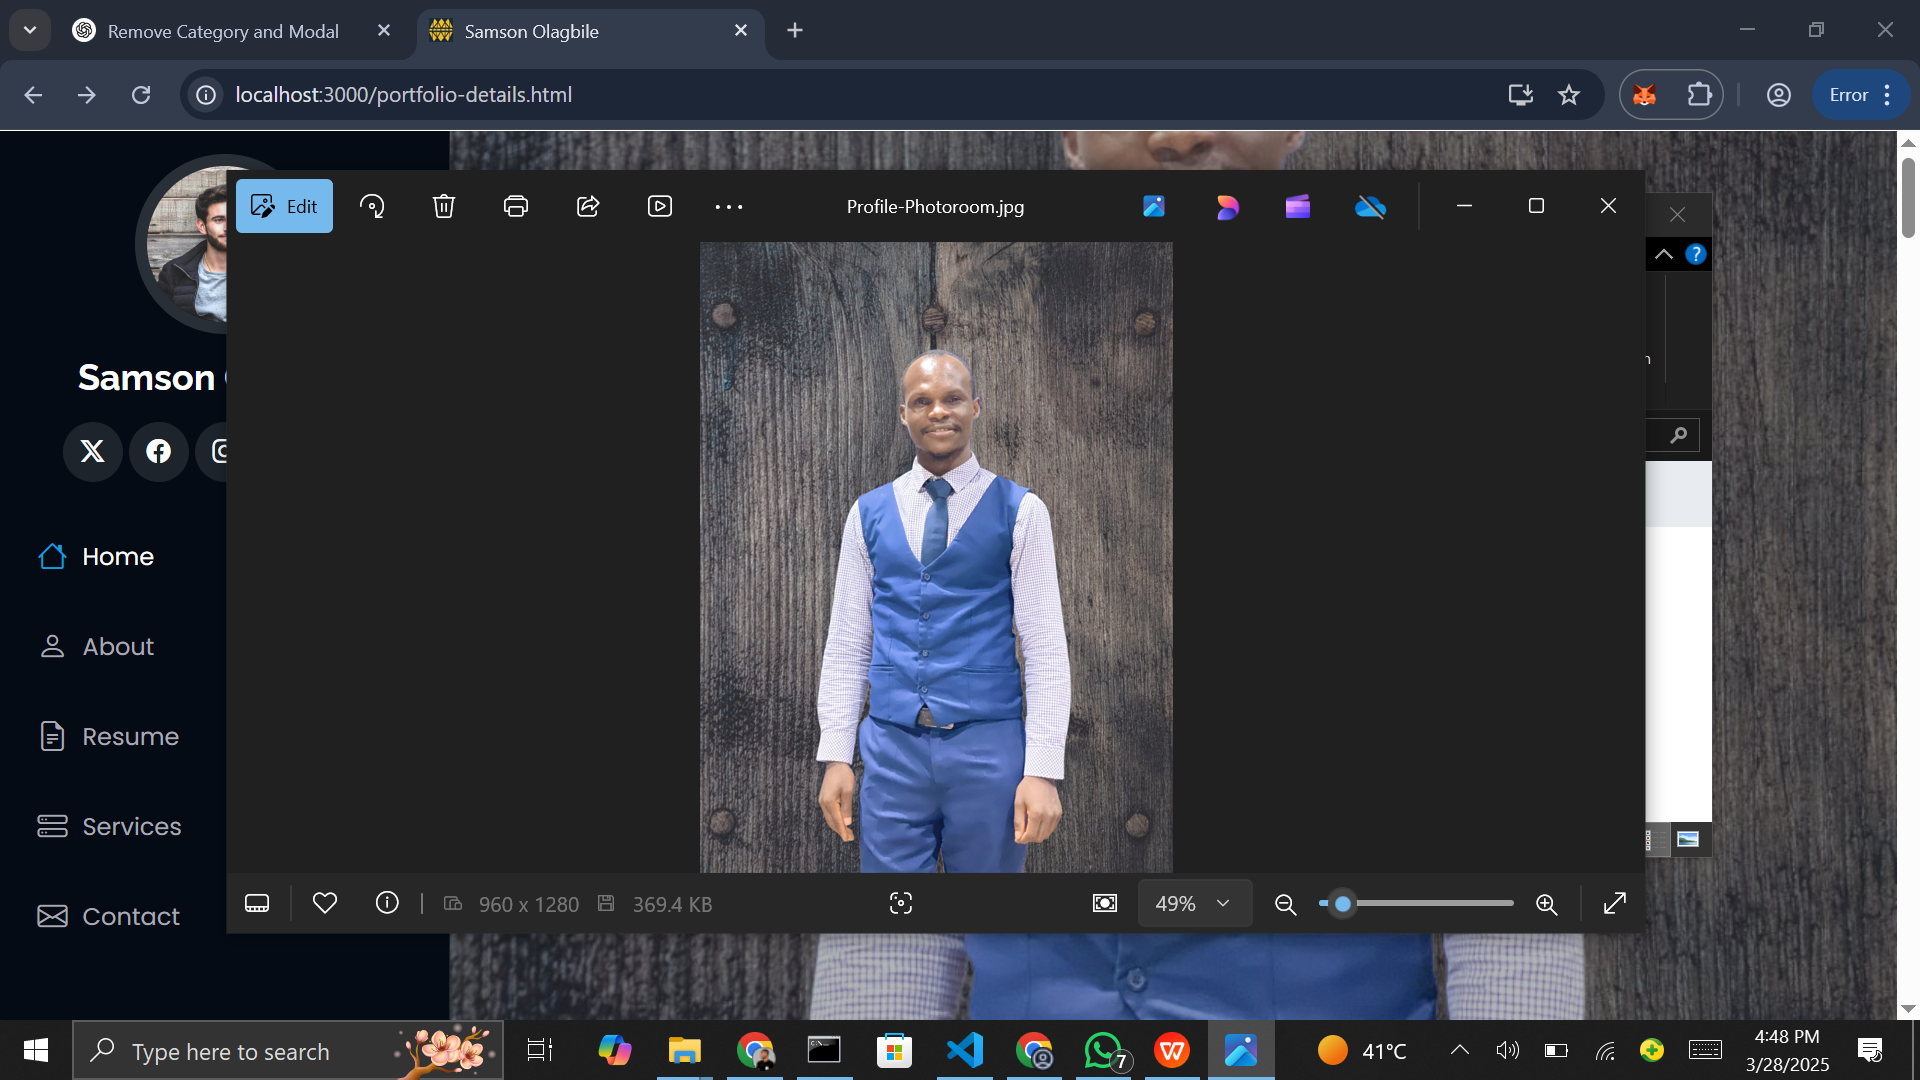 Remove Category and Modal
Samson Olagbile
localhost:3000/portfolio-details.html
Error
Edit
Profile-Photoroom.jpg
?
Samson
Home
About
Resume
Services
Contact
960 x 1280
369.4 KB
49%
Type here to search
7
41°C
4:48 PM
3/28/2025